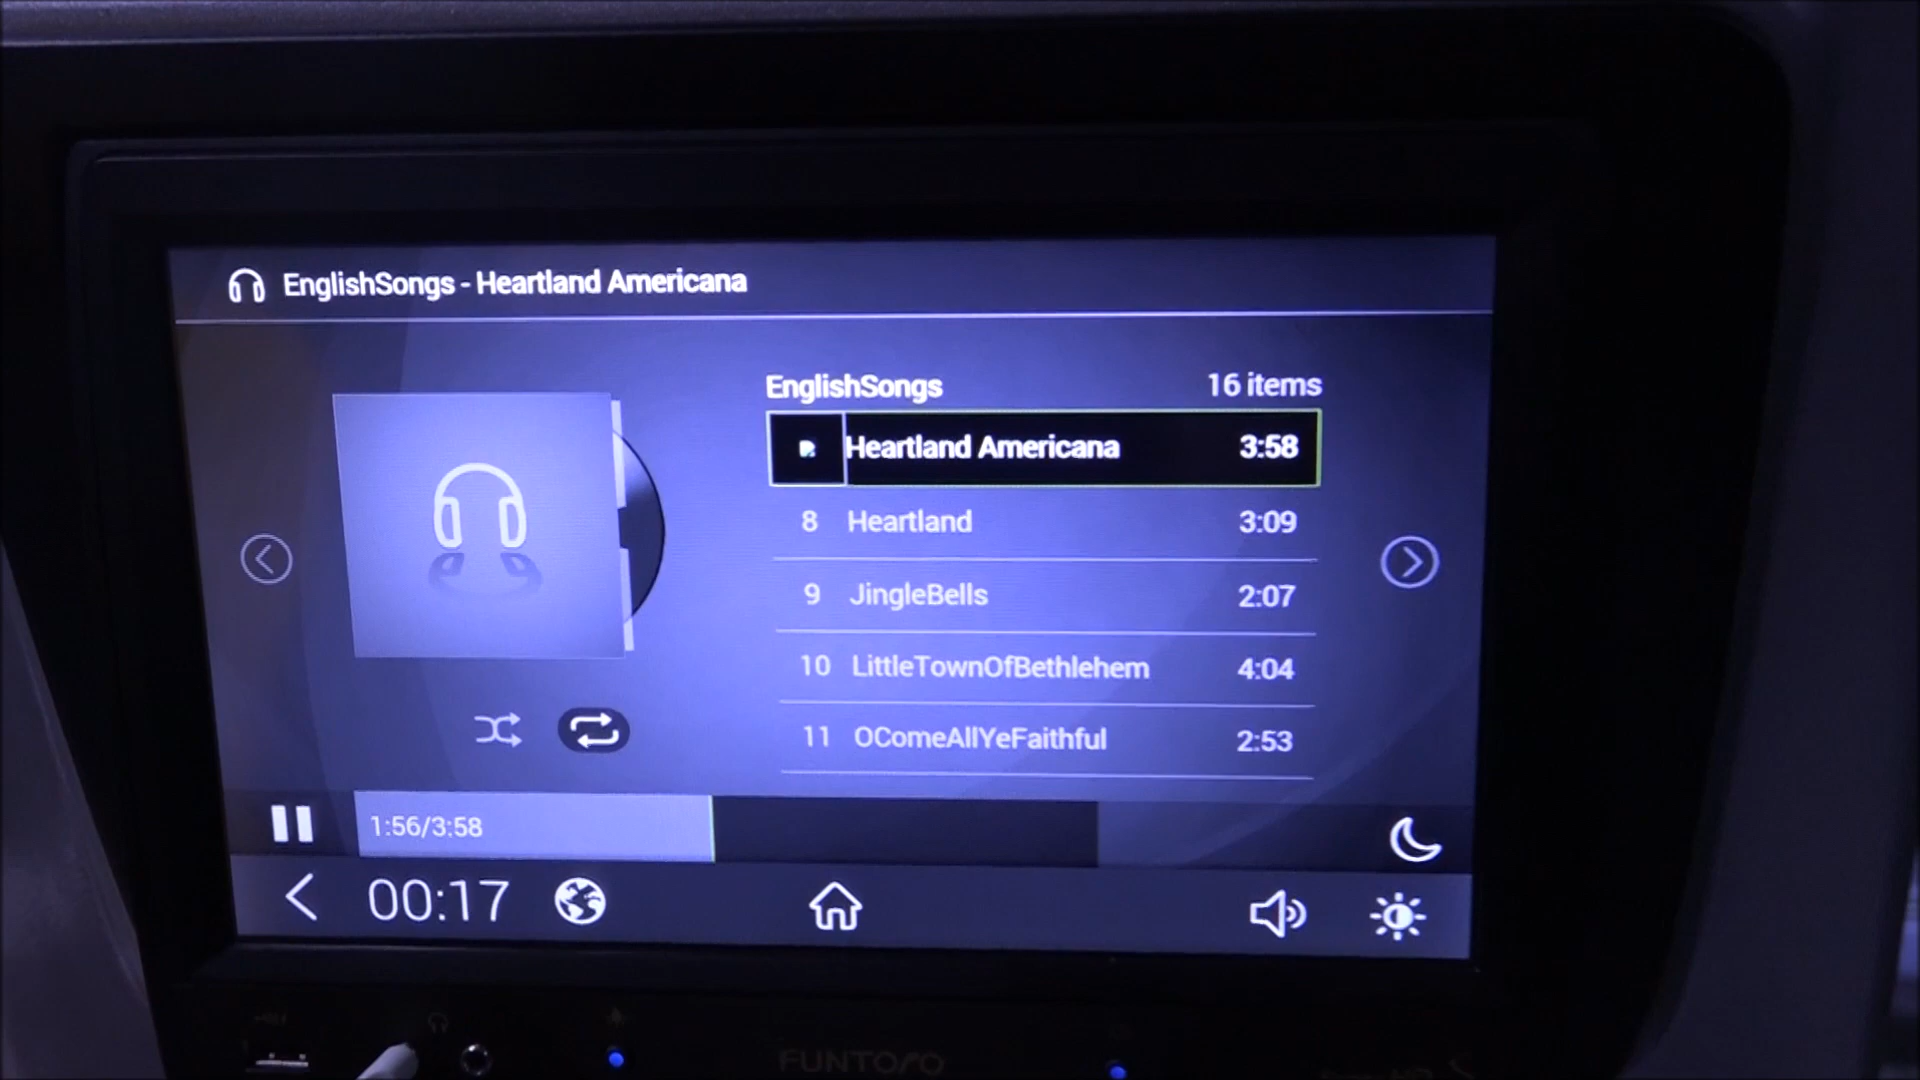 EnglishSongs - Heartland Americana
EnglishSongs 16 items
Heartland Americana 3:58
8 Heartland 3:09
9 JingleBells 2:07
10 LittleTownOfBethlehem 4:04
11 OComeAllYeFaithful 2:53
1:56/3:58
00:17
FUNTORO